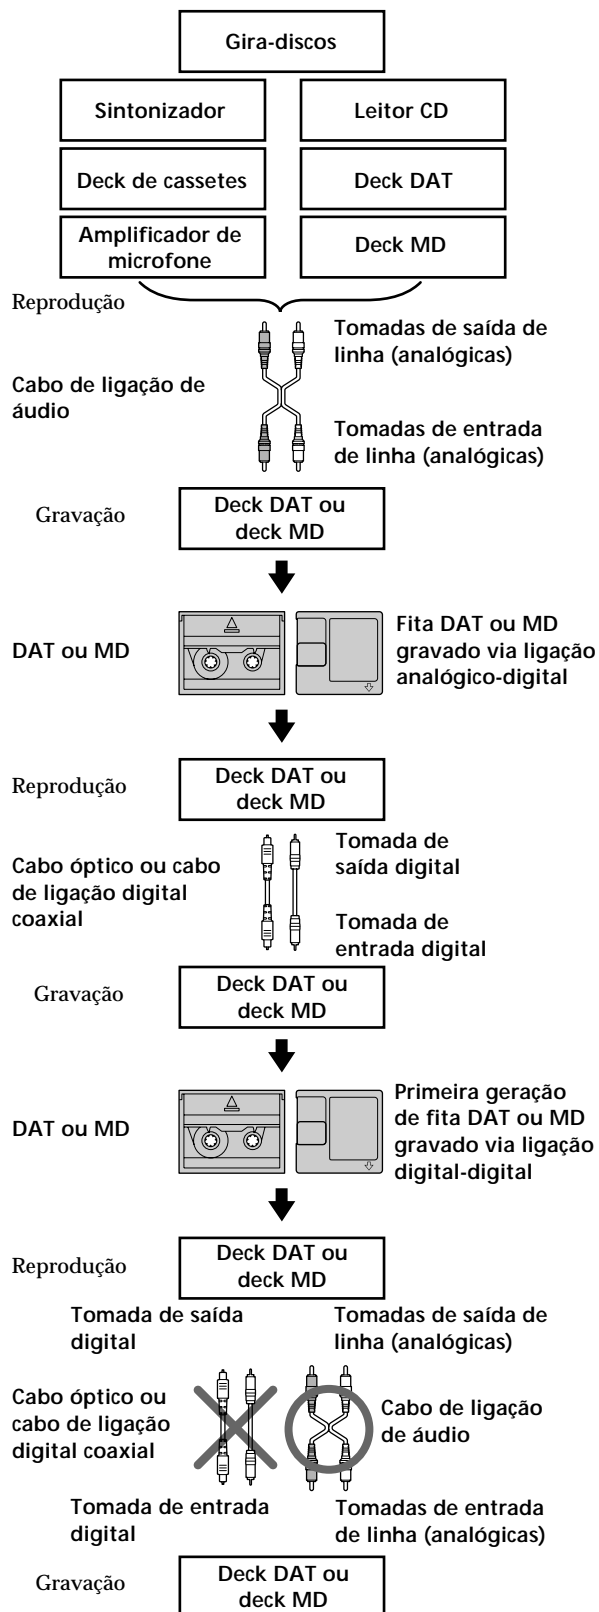 Gira-discos
Sintonizador
Leitor CD
Deck de cassetes
Deck DAT
Amplificador de
microfone
Deck MD
Reprodução
Tomadas de saída de
linha (analógicas)
Cabo de ligação de
áudio
Tomadas de entrada
de linha (analógicas)
Gravação
Deck DAT ou
deck MD
DAT ou MD
Fita DAT ou MD
gravado via ligação
analógico-digital
Reprodução
Deck DAT ou
deck MD
Cabo óptico ou cabo
de ligação digital
coaxial
Tomada de
saída digital
Tomada de
entrada digital
Gravação
Deck DAT ou
deck MD
DAT ou MD
Primeira geração
de fita DAT ou MD
gravado via ligação
digital-digital
Reprodução
Deck DAT ou
deck MD
Tomada de saída
digital
Tomadas de saída de
linha (analógicas)
Cabo óptico ou
cabo de ligação
digital coaxial
Cabo de ligação
de áudio
Tomada de entrada
digital
Tomadas de entrada
de linha (analógicas)
Gravação
Deck DAT ou
deck MD